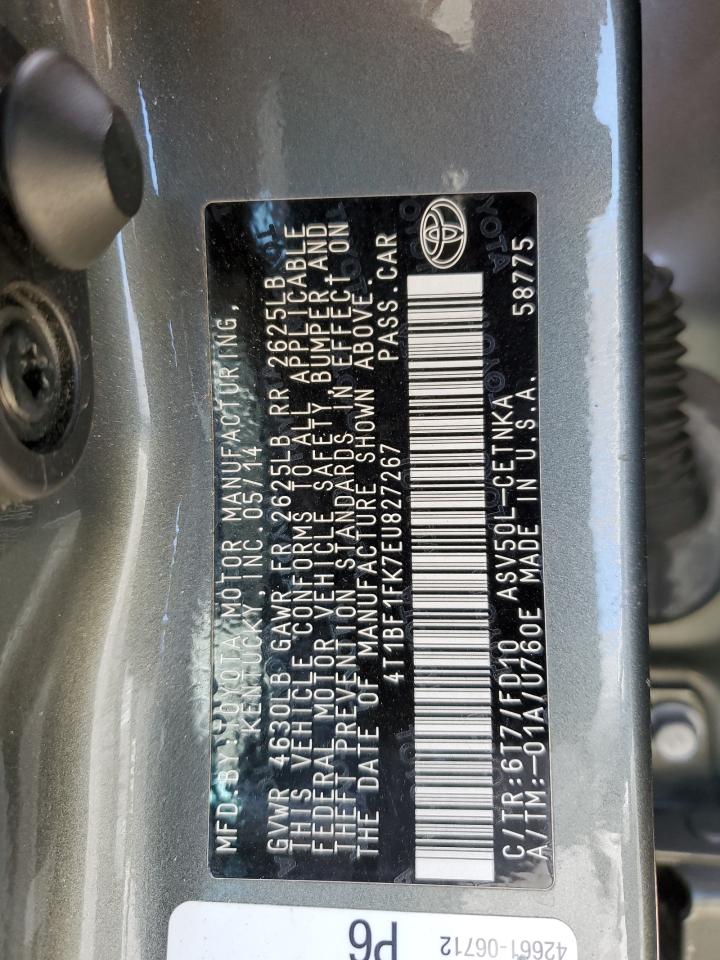 MFD BY:TOYOTA MOTOR MANUFACTURING,
KENTUCKY, INC. 05/14
GVWR 4630LB GAWR FR 2625LB RR 2625LB
THIS VEHICLE CONFORMS TO ALL APPLICABLE
FEDERAL MOTOR VEHICLE SAFETY, BUMPER, AND
THEFT PREVENTION STANDARDS IN EFFECT ON
THE DATE OF MANUFACTURE SHOWN ABOVE.
4T1BF1FK7EU827267 PASS.CAR
C/TR:6T7/FD10 ASV50L-CETNKA
A/TM:-01A/U760E MADE IN U.S.A. 58775
P6
42661-06712